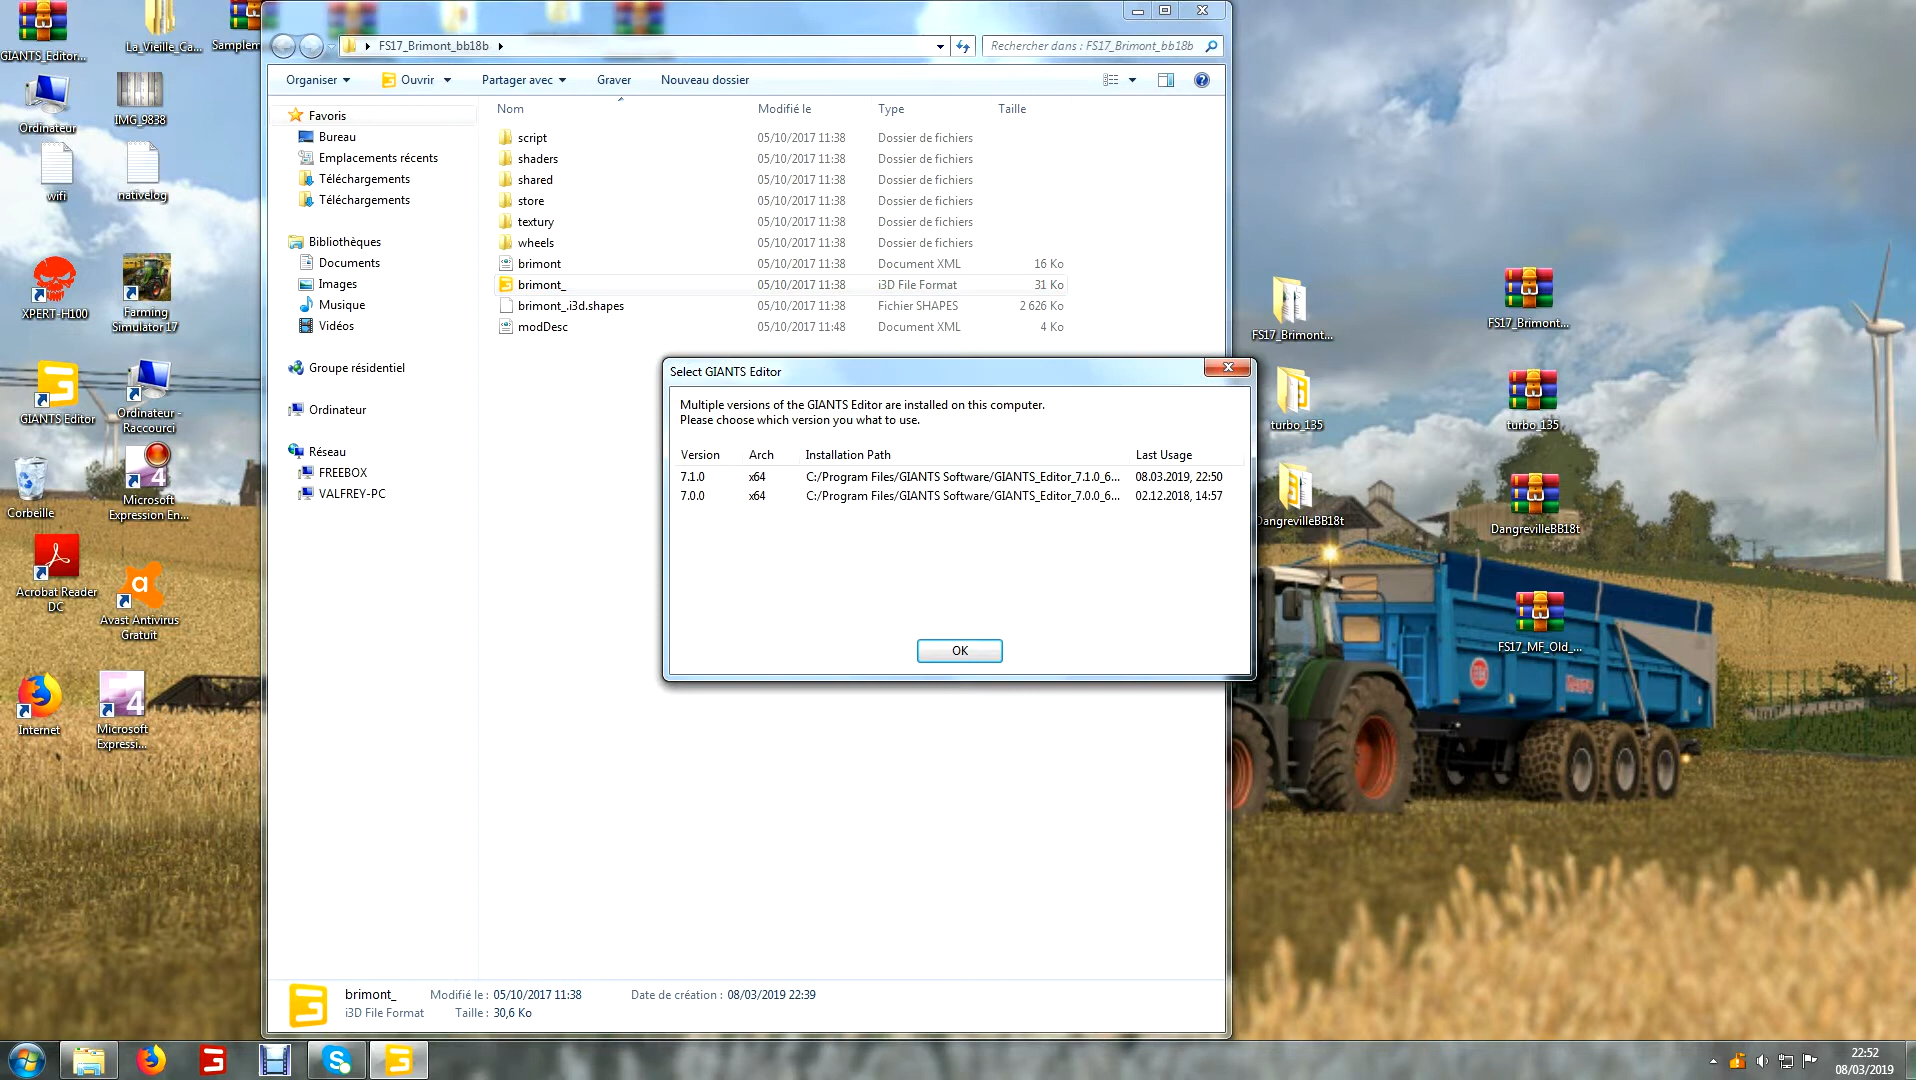 GIANTS_Editor...
La_Vieille_Ca...
Ordinateur
IMG_9838
wifi
nativelog
XPERT-H100
Farming
Simulator 17
GIANTS Editor
Ordinateur -
Raccourci
Corbeille
Microsoft
Expression En...
Acrobat Reader
DC
Avast Antivirus
Gratuit
Internet
Microsoft
Expressi...
FS17_Brimont_bb18b
Rechercher dans : FS17_Brimont_bb18b
Organiser
Ouvrir
Partager avec
Graver
Nouveau dossier
Favoris
Bureau
Emplacements récents
Téléchargements
Téléchargements
Bibliothèques
Documents
Images
Musique
Vidéos
Groupe résidentiel
Ordinateur
Réseau
FREEBOX
VALFREY-PC
Nom Modifié le Type Taille
script 05/10/2017 11:38 Dossier de fichiers
shaders 05/10/2017 11:38 Dossier de fichiers
shared 05/10/2017 11:38 Dossier de fichiers
store 05/10/2017 11:38 Dossier de fichiers
textury 05/10/2017 11:38 Dossier de fichiers
wheels 05/10/2017 11:38 Dossier de fichiers
brimont 05/10/2017 11:38 Document XML 16 Ko
brimont_ 05/10/2017 11:38 i3D File Format 31 Ko
brimont_.i3d.shapes 05/10/2017 11:38 Fichier SHAPES 2 626 Ko
modDesc 05/10/2017 11:48 Document XML 4 Ko
Select GIANTS Editor
Multiple versions of the GIANTS Editor are installed on this computer.
Please choose which version you what to use.
Version Arch Installation Path Last Usage
7.1.0 x64 C:/Program Files/GIANTS Software/GIANTS_Editor_7.1.0_6... 08.03.2019, 22:50
7.0.0 x64 C:/Program Files/GIANTS Software/GIANTS_Editor_7.0.0_6... 02.12.2018, 14:57
OK
FS17_Brimont...
FS17_Brimont...
turbo_135
turbo_135
DangrevilleBB18t
DangrevilleBB18t
FS17_MF_Old_...
brimont_ Modifié le : 05/10/2017 11:38 Date de création : 08/03/2019 22:39
i3D File Format Taille : 30,6 Ko
22:52
08/03/2019